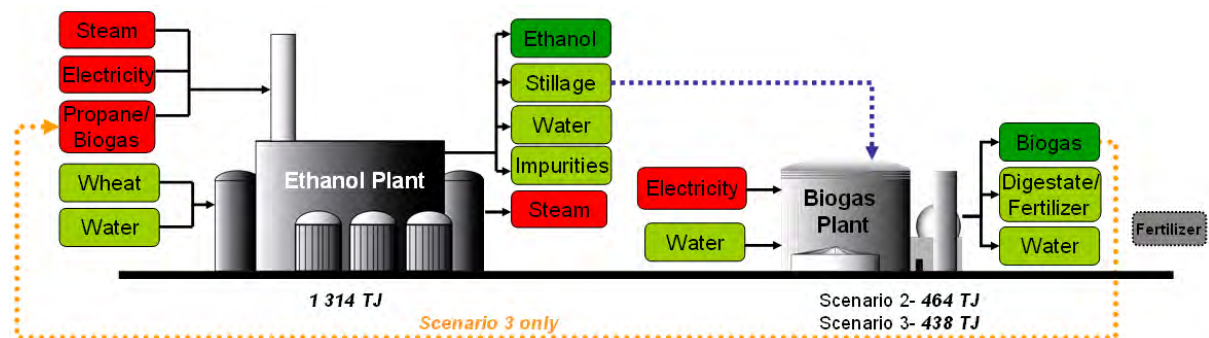 Steam
Electricity
Propane/
Biogas
Wheat
Water
Ethanol Plant
Ethanol
Stillage
Water
Impurities
Steam
Electricity
Water
Biogas
Plant
Biogas
Digestate/
Fertilizer
Water
Fertilizer
1 314 TJ
Scenario 3 only
Scenario 2- 464 TJ
Scenario 3- 438 TJ